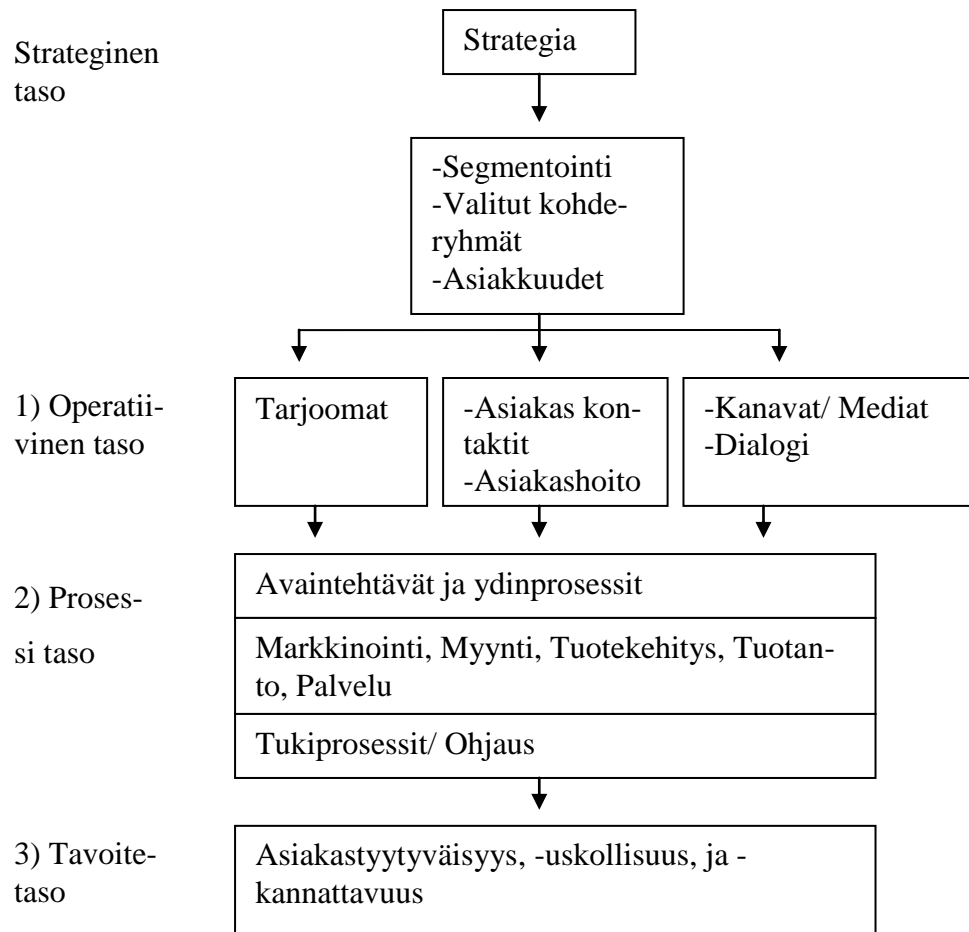 Strateginen
taso
Strategia
-Segmentointi
-Valitut kohde-
ryhmät
-Asiakkuudet
1) Operatii-
vinen taso
Tarjoomat
-Asiakas kon-
taktit
-Asiakashoito
-Kanavat/ Mediat
-Dialogi
2) Proses-
si taso
Avaintehtävät ja ydinprosessit
Markkinointi, Myynti, Tuotekehitys, Tuotan-
to, Palvelu
Tukiprosessit/ Ohjaus
3) Tavoite-
taso
Asiakastyytyväisyys, -uskollisuus, ja -
kannattavuus